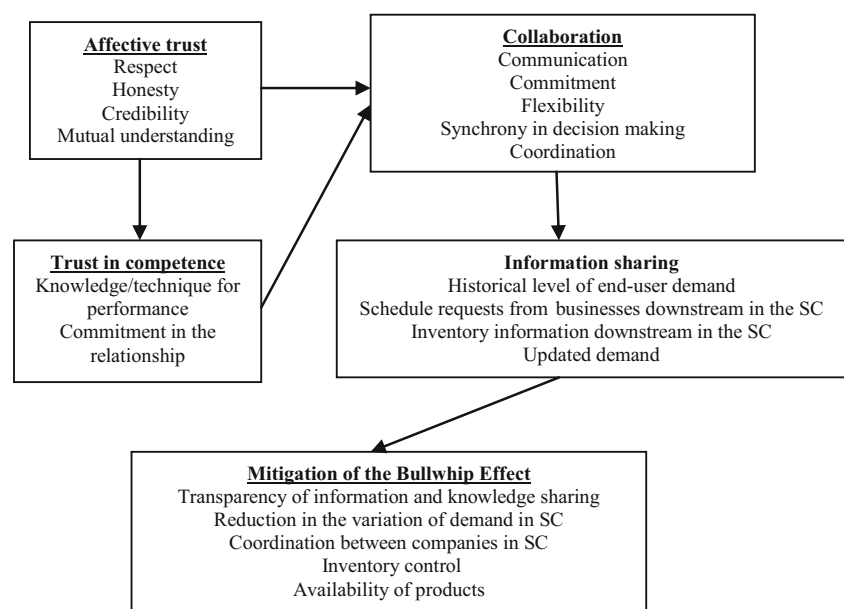 Affective trust
Respect
Honesty
Credibility
Mutual understanding
Collaboration
Communication
Commitment
Flexibility
Synchrony in decision making
Coordination
Trust in competence
Knowledge/technique for
performance
Commitment in the
relationship
Information sharing
Historical level of end-user demand
Schedule requests from businesses downstream in the SC
Inventory information downstream in the SC
Updated demand
Mitigation of the Bullwhip Effect
Transparency of information and knowledge sharing
Reduction in the variation of demand in SC
Coordination between companies in SC
Inventory control
Availability of products